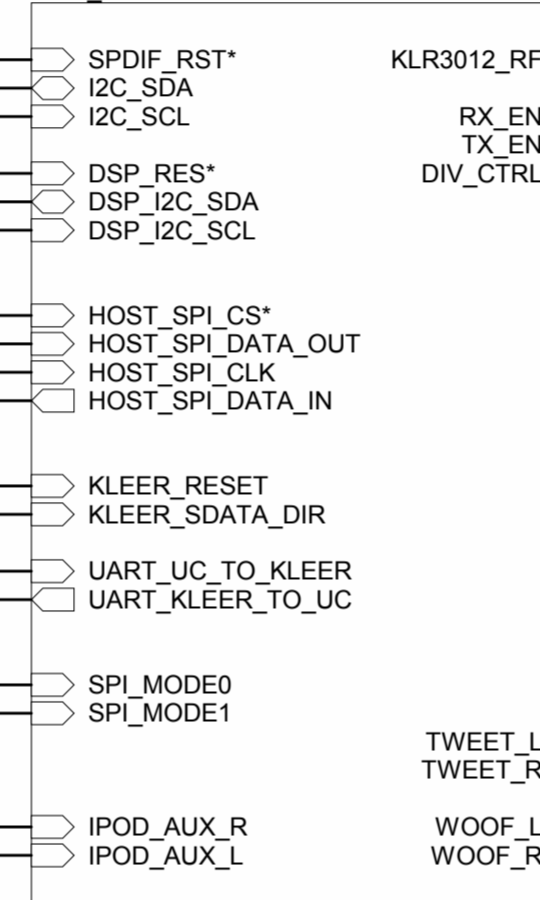 SPDIF_RST* KLR3012_RF
I2C_SDA
I2C_SCL RX_EN
TX_EN
DSP_RES* DIV_CTRL
DSP_I2C_SDA
DSP_I2C_SCL
HOST_SPI_CS*
HOST_SPI_DATA_OUT
HOST_SPI_CLK
HOST_SPI_DATA_IN
KLEER_RESET
KLEER_SDATA_DIR
UART_UC_TO_KLEER
UART_KLEER_TO_UC
SPI_MODE0
SPI_MODE1
TWEET_L
TWEET_R
IPOD_AUX_R WOOF_L
IPOD_AUX_L WOOF_R